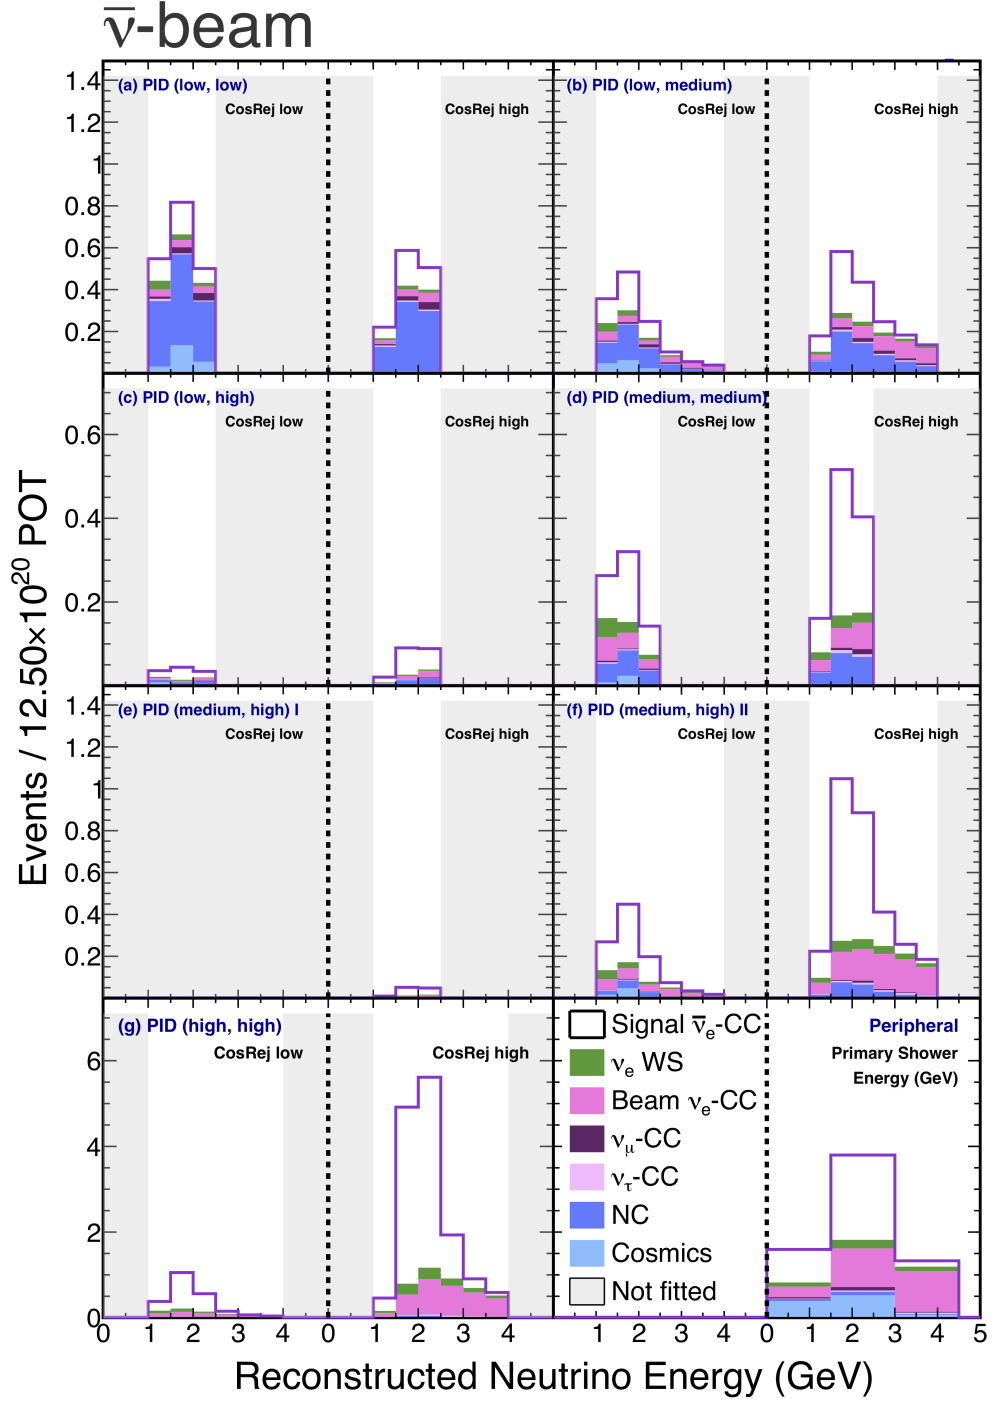 ν̅-beam
Events / 12.50×10²⁰ POT
(a) PID (low, low)
CosRej low
CosRej high
1.4
1.2
1
0.8
0.6
0.4
0.2
(b) PID (low, medium)
CosRej low
CosRej high
(c) PID (low, high)
CosRej low
CosRej high
0.6
0.4
0.2
(d) PID (medium, medium)
CosRej low
CosRej high
(e) PID (medium, high) I
CosRej low
CosRej high
1.4
1.2
1
0.8
0.6
0.4
0.2
(f) PID (medium, high) II
CosRej low
CosRej high
(g) PID (high, high)
CosRej low
CosRej high
6
4
2
0
Signal ν̅ₑ-CC
νₑ WS
Beam νₑ-CC
ν_μ-CC
ν_τ-CC
NC
Cosmics
Not fitted
Peripheral
Primary Shower
Energy (GeV)
0 1 2 3 4 0 1 2 3 4 1 2 3 4 0 1 2 3 4 5
Reconstructed Neutrino Energy (GeV)